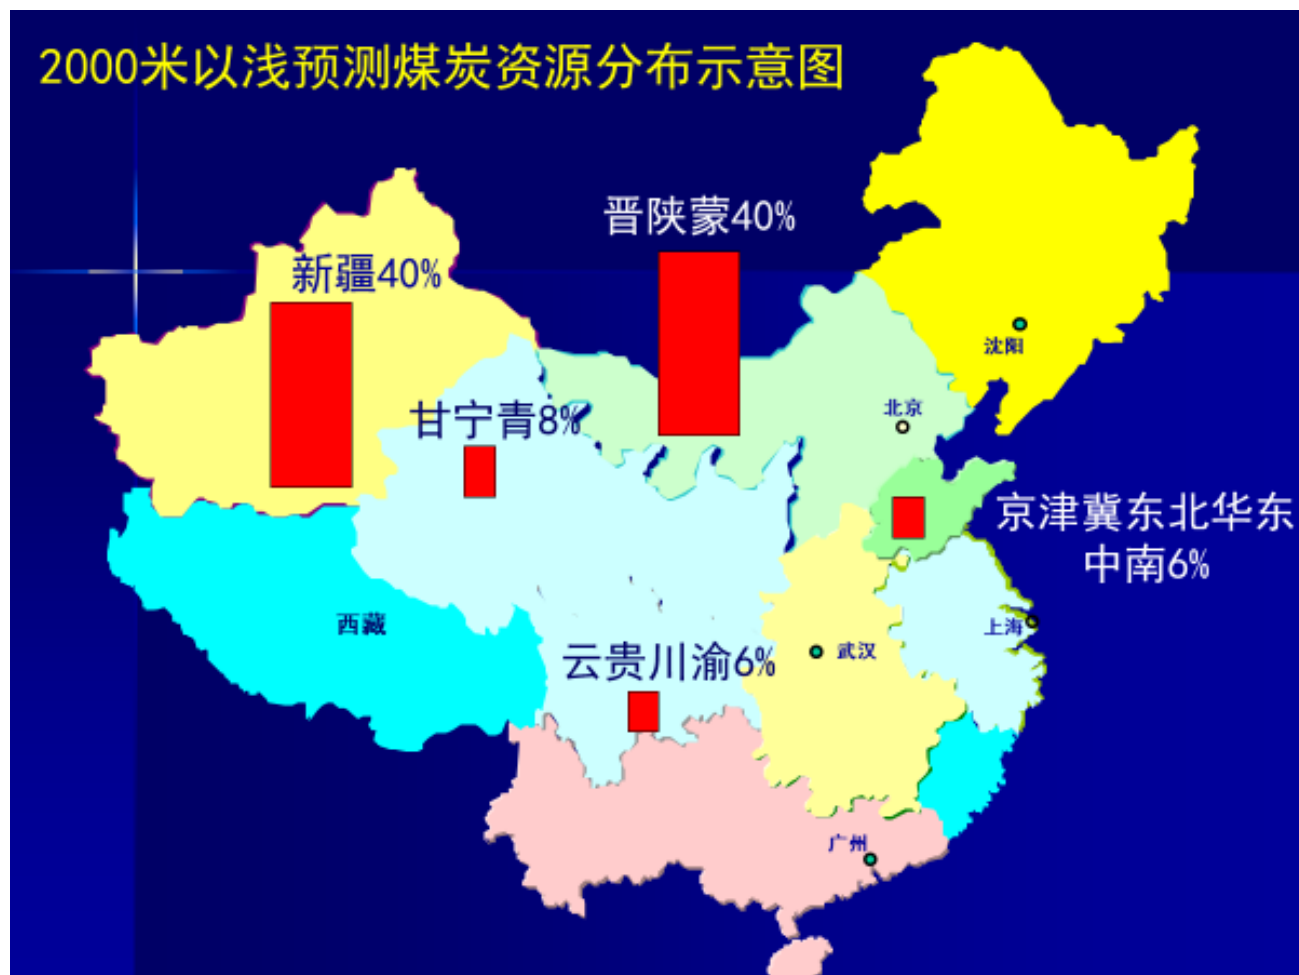 2000米以浅预测煤炭资源分布示意图
晋陕蒙40%
新疆40%
沈阳
北京
甘宁青8%
京津冀东北华东
中南6%
西藏
上海
武汉
云贵川渝6%
广州